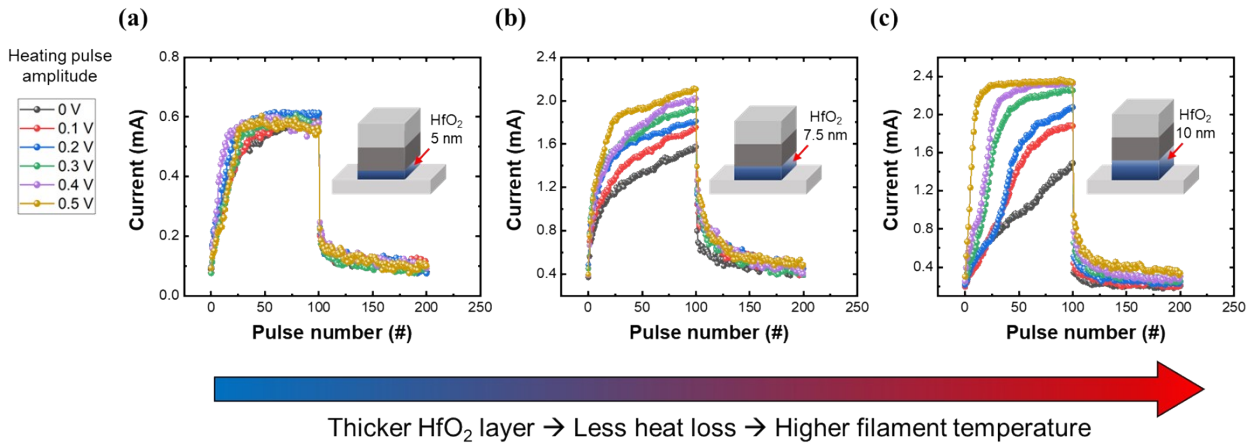 (a)
(b)
(c)
Heating pulse
amplitude
0 V
0.1 V
0.2 V
0.3 V
0.4 V
0.5 V
Current (mA)
0.8
0.6
0.4
0.2
0.0
HfO₂
5 nm
0
50
100
150
200
250
Pulse number (#)
Current (mA)
2.4
2.0
1.6
1.2
0.8
0.4
HfO₂
7.5 nm
0
50
100
150
200
250
Pulse number (#)
Current (mA)
2.4
2.0
1.6
1.2
0.8
0.4
HfO₂
10 nm
0
50
100
150
200
250
Pulse number (#)
Thicker HfO₂ layer → Less heat loss → Higher filament temperature